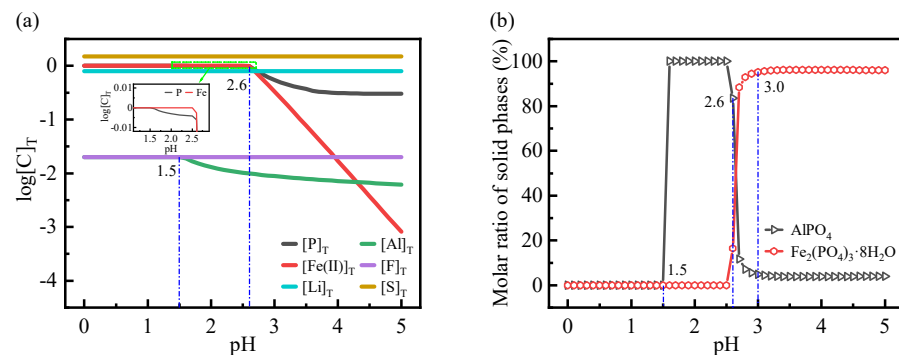 (a)
0
-1
-2
-3
-4
log[C]T
0.01
0
-0.01
log[C]T
P
Fe
1.5
2.0
2.5
pH
2.6
1.5
[P]T
[Al]T
[Fe(II)]T
[F]T
[Li]T
[S]T
0
1
2
3
4
5
pH
(b)
100
80
60
40
20
0
Molar ratio of solid phases (%)
2.6
3.0
1.5
AlPO4
Fe2(PO4)3·8H2O
0
1
2
3
4
5
pH